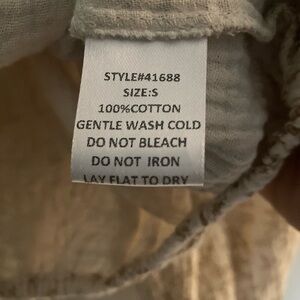 STYLE#41688
SIZE:S
100%COTTON
GENTLE WASH COLD
DO NOT BLEACH
DO NOT IRON
LAY FLAT TO DRY